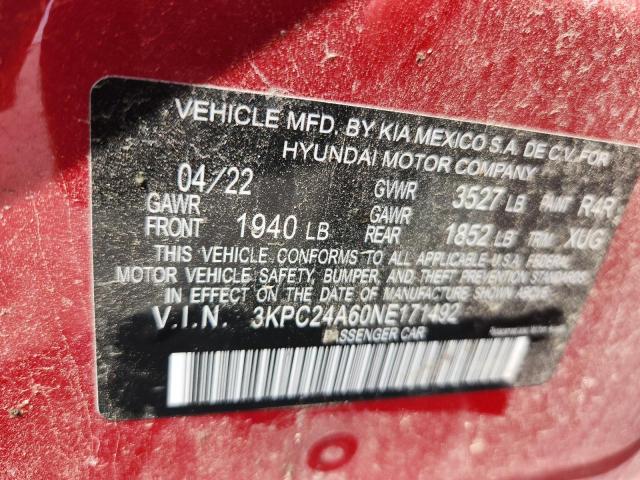 VEHICLE MFD. BY KIA MEXICO S.A. DE C.V. FOR
HYUNDAI MOTOR COMPANY
04/22 GVWR 3527 LB PAINT R4R
GAWR FRONT 1940 LB GAWR REAR 1852 LB TRIM XUG
THIS VEHICLE CONFORMS TO ALL APPLICABLE U.S.A. FEDERAL
MOTOR VEHICLE SAFETY, BUMPER, AND THEFT PREVENTION STANDARDS
IN EFFECT ON THE DATE OF MANUFACTURE SHOWN ABOVE.
V.I.N. 3KPC24A60NE171492
PASSENGER CAR